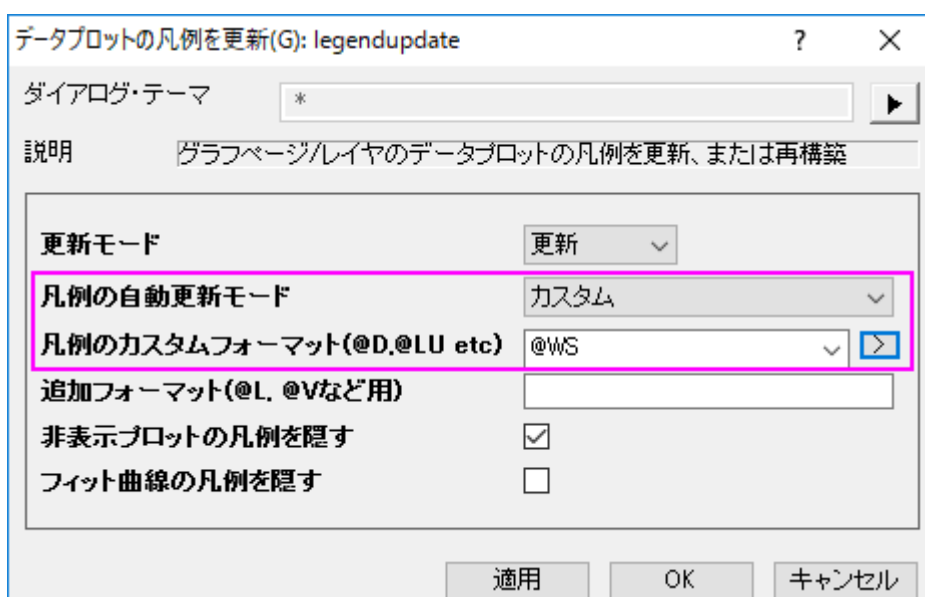 データプロットの凡例を更新(G): legendupdate ? ×
ダイアログ・テーマ *
説明 グラフページ/レイヤのデータプロットの凡例を更新、または再構築
更新モード 更新
凡例の自動更新モード カスタム
凡例のカスタムフォーマット(@D,@LU etc) @WS >
追加フォーマット(@L, @Vなど用)
非表示プロットの凡例を隠す
フィット曲線の凡例を隠す
適用 OK キャンセル